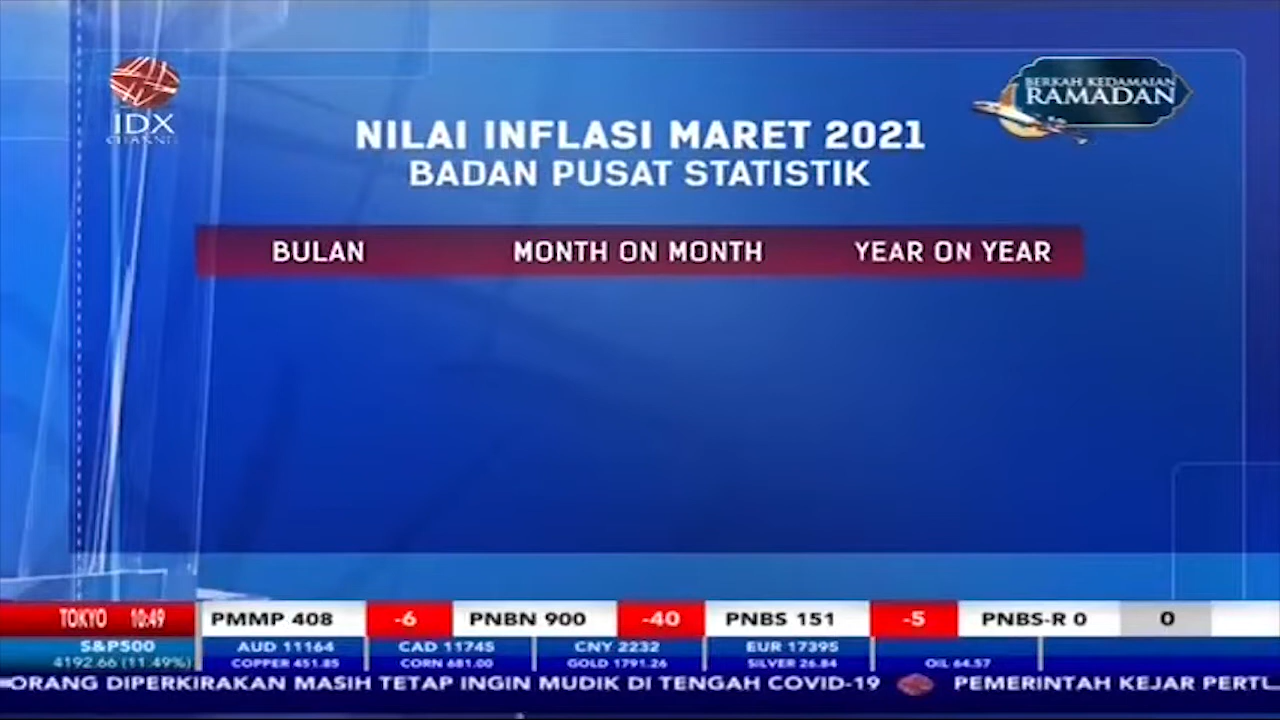 IDX
CHANNEL
BERKAH KEDAMAIAN
RAMADAN
NILAI INFLASI MARET 2021
BADAN PUSAT STATISTIK
BULAN MONTH ON MONTH YEAR ON YEAR
TOKYO 10:49 PMMP 408 -6 PNBN 900 -40 PNBS 151 -5 PNBS-R 0 0
S&P500 AUD 11164 CAD 11745 CNY 2232 EUR 17395
4192.66 (11.49%) COPPER 451.85 CORN 681.00 GOLD 1791.26 SILVER 26.84 OIL 64.57
ORANG DIPERKIRAKAN MASIH TETAP INGIN MUDIK DI TENGAH COVID-19 PEMERINTAH KEJAR PERTU